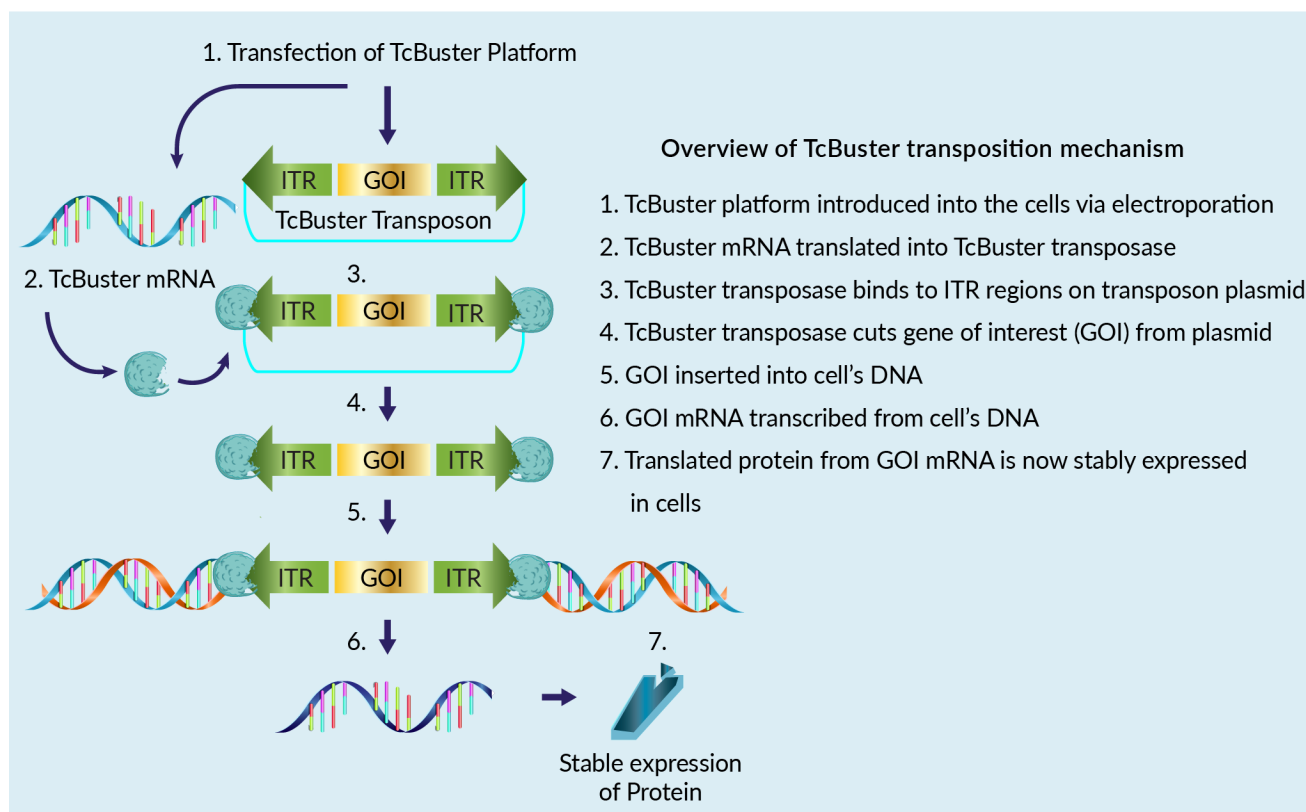 1. Transfection of TcBuster Platform
ITR GOI ITR
TcBuster Transposon
2. TcBuster mRNA
3.
ITR GOI ITR
4.
ITR GOI ITR
5.
ITR GOI ITR
6.
7.
Stable expression
of Protein
Overview of TcBuster transposition mechanism
1. TcBuster platform introduced into the cells via electroporation
2. TcBuster mRNA translated into TcBuster transposase
3. TcBuster transposase binds to ITR regions on transposon plasmid
4. TcBuster transposase cuts gene of interest (GOI) from plasmid
5. GOI inserted into cell’s DNA
6. GOI mRNA transcribed from cell’s DNA
7. Translated protein from GOI mRNA is now stably expressed
in cells